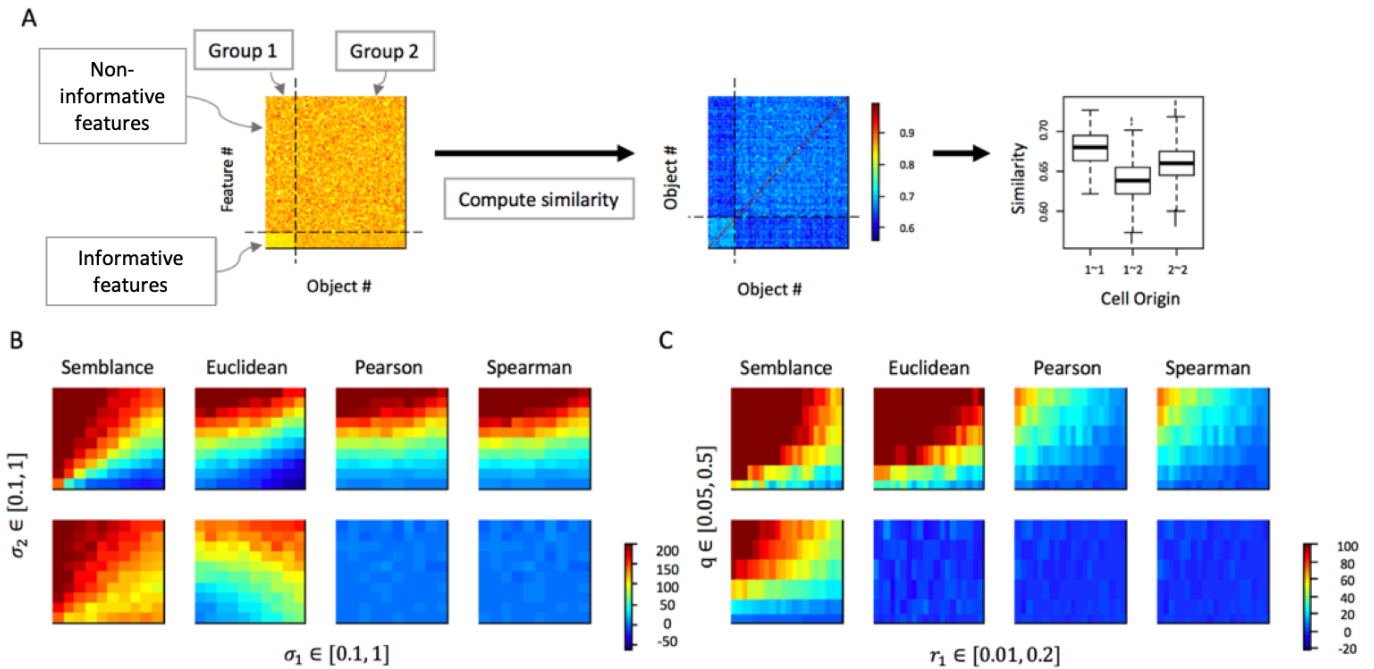 A
Group 1
Group 2
Non-
informative
features
Feature #
Informative
features
Object #
Compute similarity
Object #
Object #
0.9
0.8
0.7
0.6
Similarity
0.70
0.65
0.60
1~1
1~2
2~2
Cell Origin
B
Semblance
Euclidean
Pearson
Spearman
σ₂ ∈ [0.1, 1]
200
150
100
50
0
-50
σ₁ ∈ [0.1, 1]
C
Semblance
Euclidean
Pearson
Spearman
q ∈ [0.05, 0.5]
100
80
60
40
20
0
-20
r₁ ∈ [0.01, 0.2]